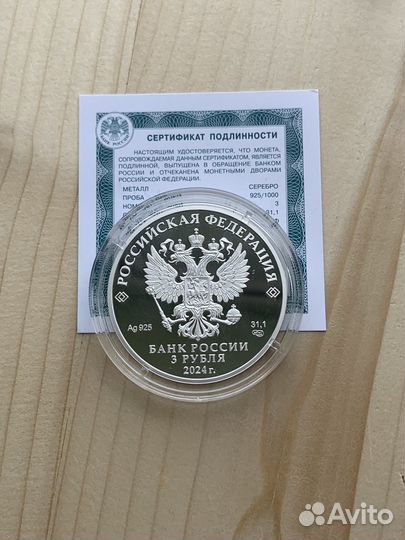 СЕРТИФИКАТ ПОДЛИННОСТИ
НАСТОЯЩИМ УДОСТОВЕРЯЕТСЯ, ЧТО МОНЕТА,
СОПРОВОЖДАЕМАЯ ДАННЫМ СЕРТИФИКАТОМ, ЯВЛЯЕТСЯ
ПОДЛИННОЙ, ВЫПУЩЕНА В ОБРАЩЕНИЕ БАНКОМ
РОССИИ И ОТЧЕКАНЕНА МОНЕТНЫМИ ДВОРАМИ
РОССИЙСКОЙ ФЕДЕРАЦИИ.
МЕТАЛЛ СЕРЕБРО
ПРОБА 925/1000
3
31,1
РОССИЙСКАЯ ФЕДЕРАЦИЯ
Ag 925 31,1
БАНК РОССИИ
3 РУБЛЯ
2024 г.
Avito